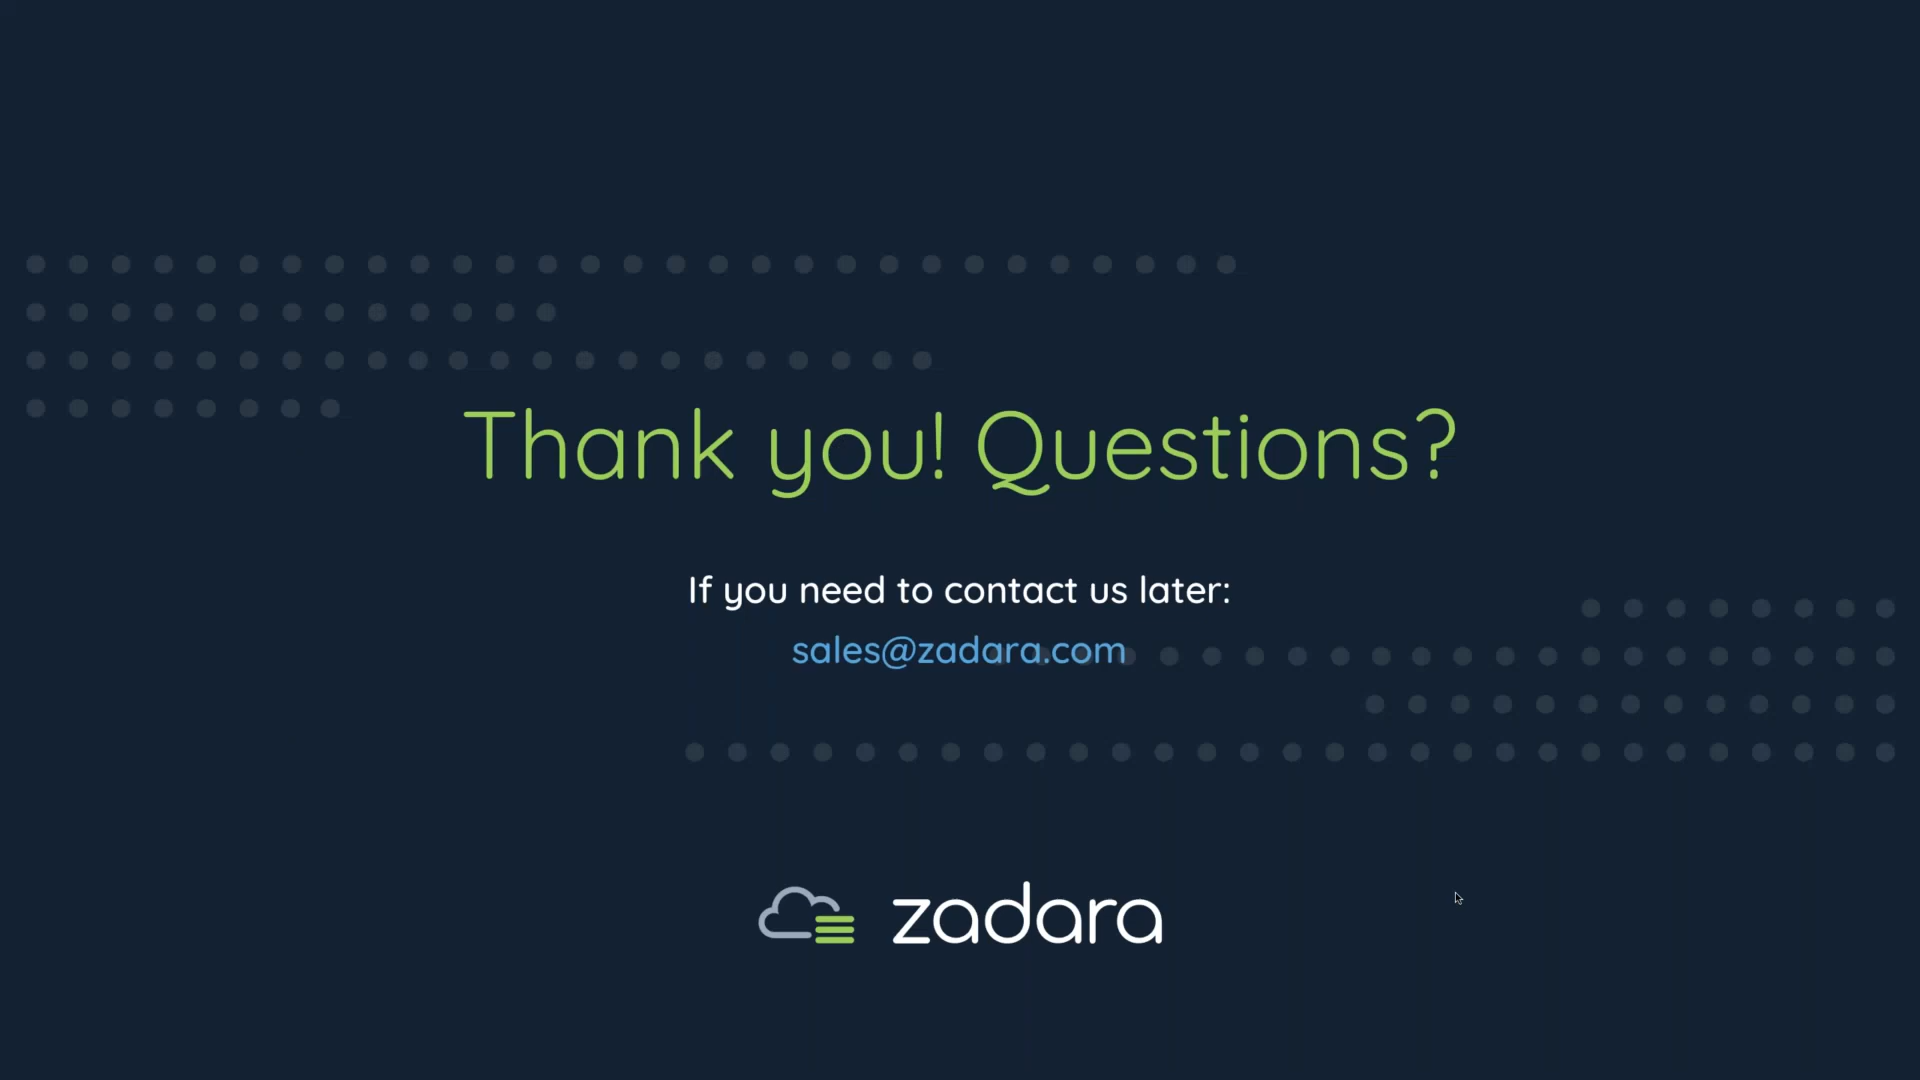 Thank you! Questions?
If you need to contact us later:
sales@zadara.com
zadara